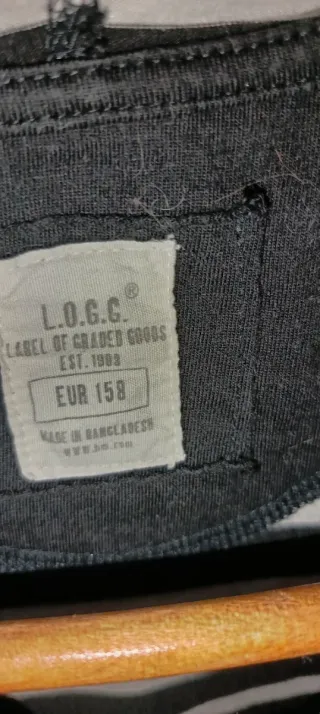 L.O.G.G.®
LABEL OF GRADED GOODS
EST. 1988
EUR 158
MADE IN BANGLADESH
www.hm.com